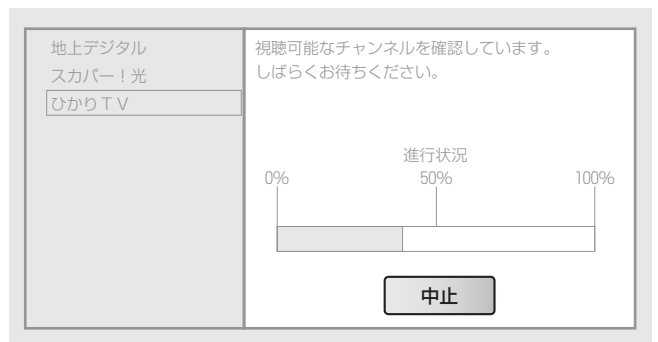 地上デジタル
スカパー！光
ひかりＴＶ
視聴可能なチャンネルを確認しています。
しばらくお待ちください。
進行状況
0% 50% 100%
中止